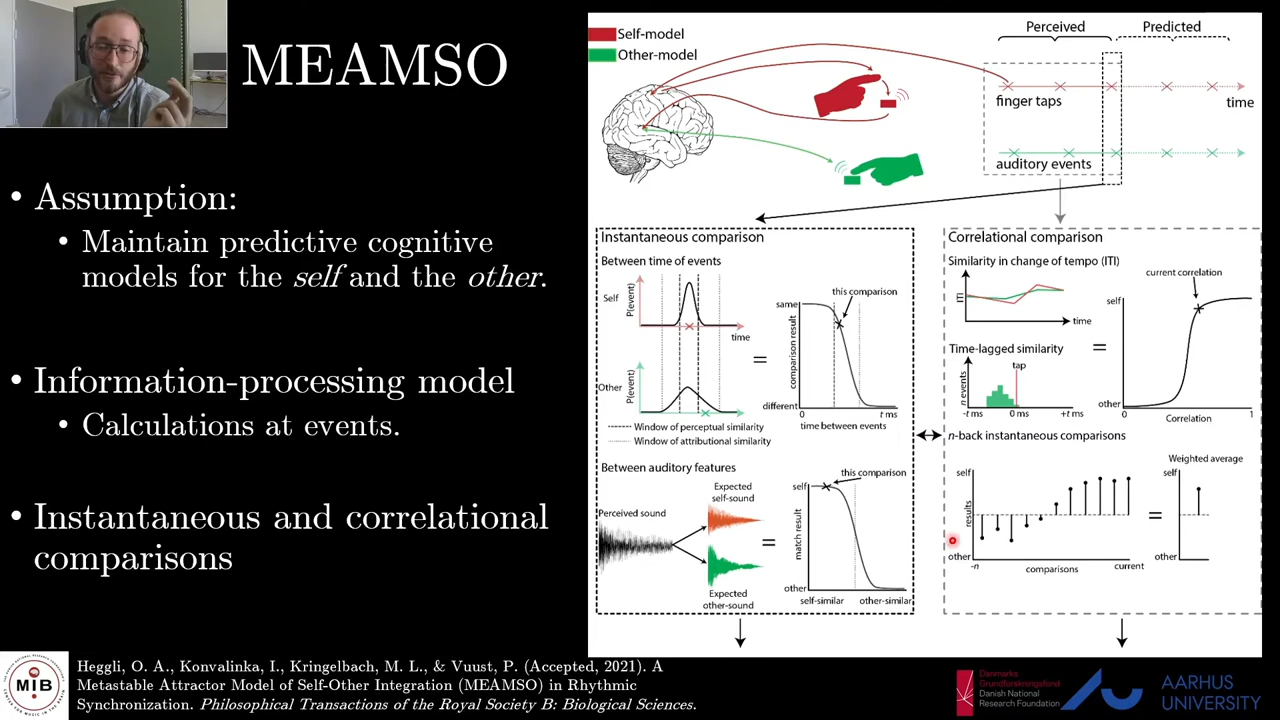 MEAMSO
• Assumption:
• Maintain predictive cognitive
models for the self and the other.
• Information-processing model
• Calculations at events.
• Instantaneous and correlational
comparisons
Self-model
Other-model
Perceived
Predicted
finger taps
time
auditory events
Instantaneous comparison
Between time of events
Self
P(event)
time
Other
P(event)
Window of perceptual similarity
Window of attributional similarity
=
same
different
comparison result
this comparison
0
t ms
time between events
Between auditory features
Perceived sound
Expected
self-sound
Expected
other-sound
=
self
other
match result
this comparison
self-similar
other-similar
Correlational comparison
Similarity in change of tempo (ITI)
ITI
time
Time-lagged similarity
tap
n events
-t ms
0 ms
+t ms
=
self
other
current correlation
0
1
Correlation
n-back instantaneous comparisons
self
results
other
-n
comparisons
current
=
Weighted average
self
other
MIB
CENTER FOR MUSIC IN THE BRAIN
Heggli, O. A., Konvalinka, I., Kringelbach, M. L., & Vuust, P. (Accepted, 2021). A
Metastable Attractor Model of Self-Other Integration (MEAMSO) in Rhythmic
Synchronization. Philosophical Transactions of the Royal Society B: Biological Sciences.
Danmarks
Grundforskningsfond
Danish National
Research Foundation
AARHUS
UNIVERSITY